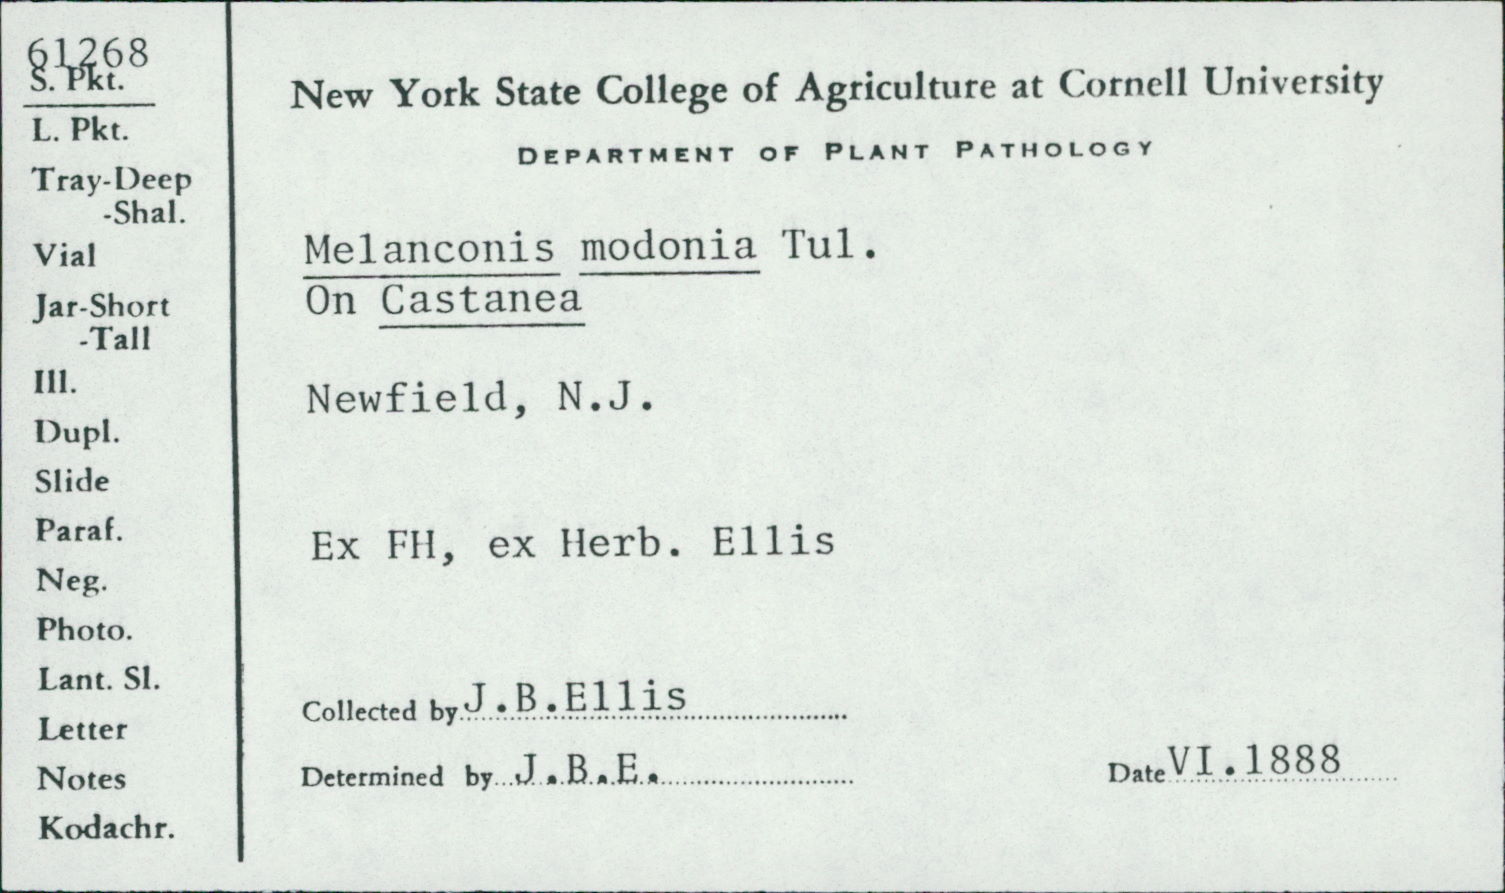 61268
S. Pkt.
L. Pkt.
Tray-Deep
-Shal.
Vial
Jar-Short
-Tall
Ill.
Dupl.
Slide
Paraf.
Neg.
Photo.
Lant. Sl.
Letter
Notes
Kodachr.
New York State College of Agriculture at Cornell University
DEPARTMENT OF PLANT PATHOLOGY
Melanconis modonia Tul.
On Castanea
Newfield, N.J.
Ex FH, ex Herb. Ellis
Collected by J.B.Ellis
Determined by J.B.E.
Date VI.1888